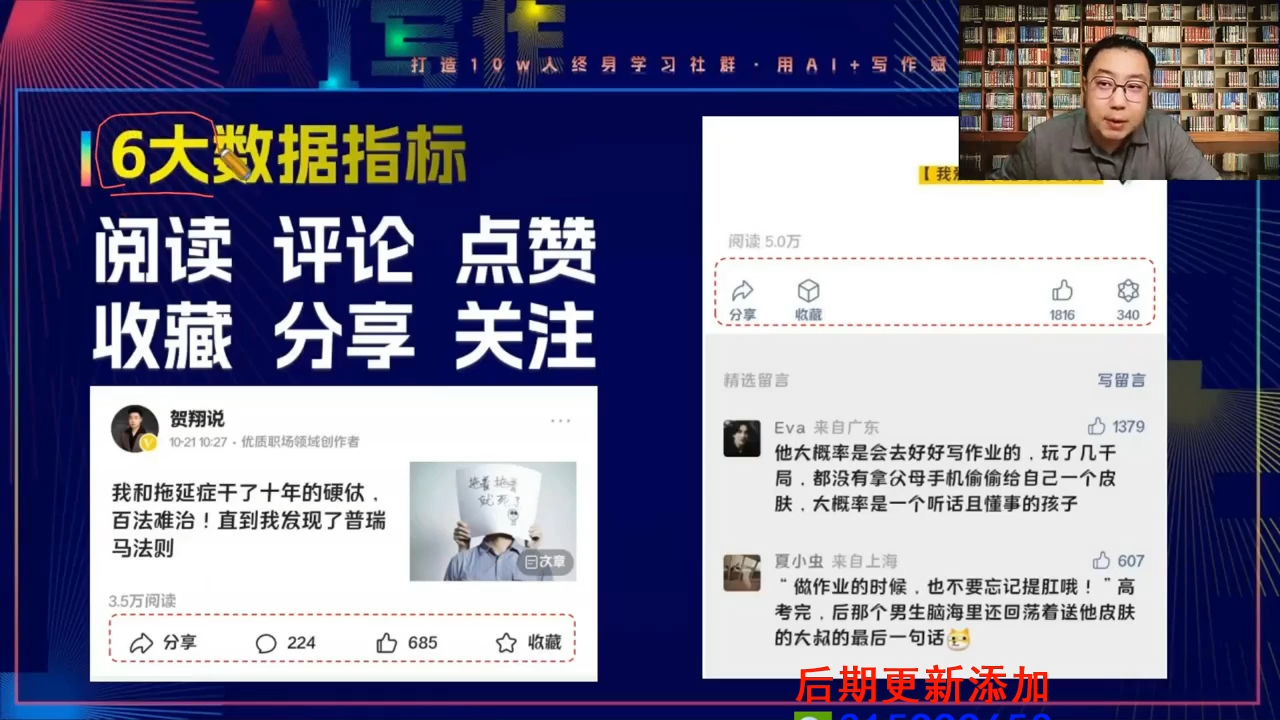 AI写作
打造10w人终身学习社群·用AI+写作赋
6大数据指标
阅读 评论 点赞
收藏 分享 关注
贺翔说
10-21 10:27·优质职场领域创作者
我和拖延症干了十年的硬仗，
百法难治！直到我发现了普瑞
马法则
拖着拖着
就死了
文章
3.5万阅读
分享 224 685 收藏
【我
阅读 5.0万
分享 收藏 1816 340
精选留言 写留言
Eva 来自广东 1379
他大概率是会去好好写作业的，玩了几千
局，都没有拿父母手机偷偷给自己一个皮
肤，大概率是一个听话且懂事的孩子
夏小虫 来自上海 607
“做作业的时候，也不要忘记提肛哦！”高
考完，后那个男生脑海里还回荡着送他皮肤
的大叔的最后一句话
后期更新添加